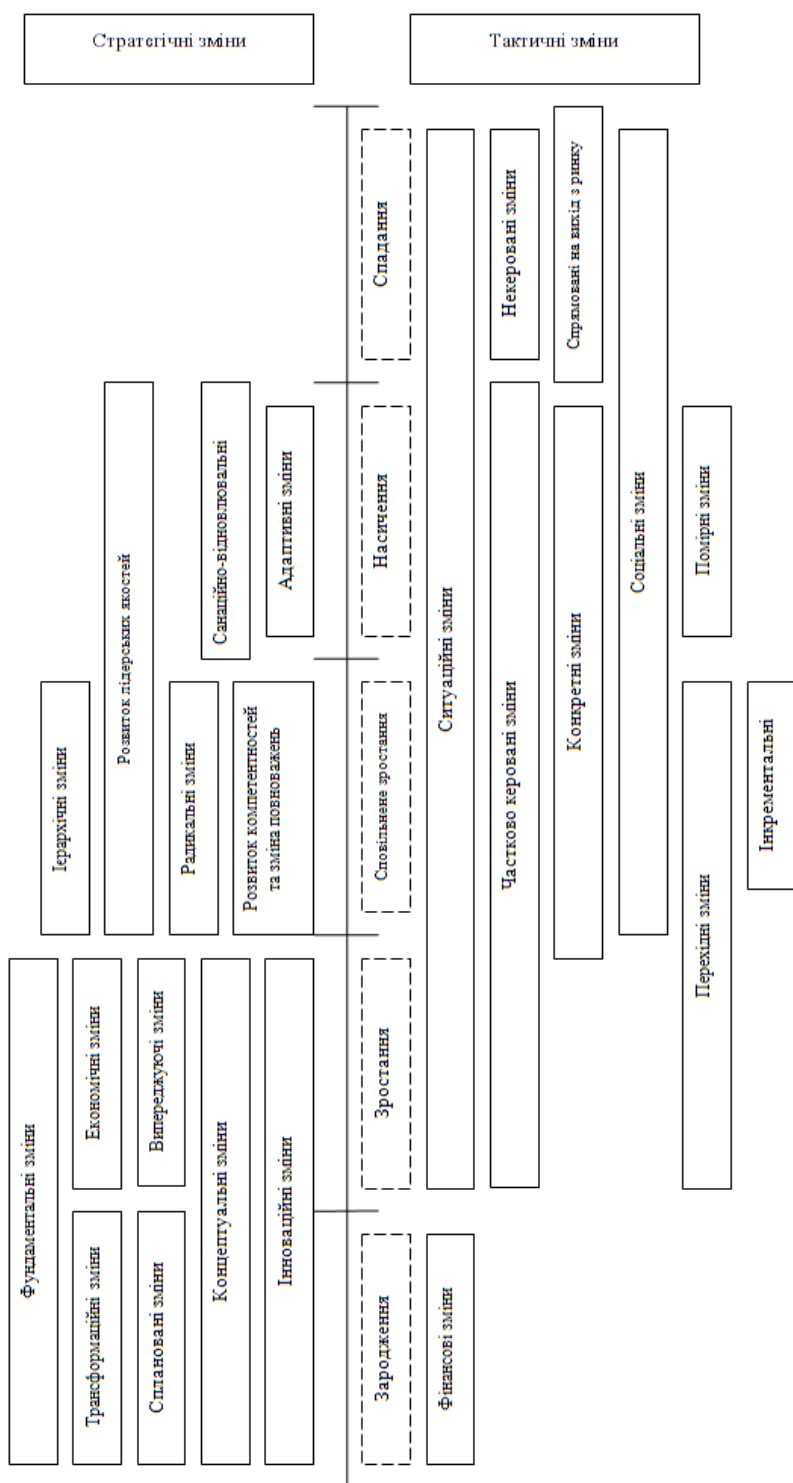 Стратегічні зміни
Тактичні зміни
Фундаментальні зміни
Трансформаційні зміни
Економічні зміни
Ієрархічні зміни
Сплановані зміни
Випереджуючі зміни
Розвиток лідерських якостей
Концептуальні зміни
Радикальні зміни
Санаційно-відновлювальні
Інноваційні зміни
Розвиток компетентностей
та зміна повноважень
Адаптивні зміни
Зародження
Зростання
Сповільнене зростання
Насичення
Спадання
Фінансові зміни
Ситуаційні зміни
Частково керовані зміни
Некеровані зміни
Конкретні зміни
Спрямовані на вихід з ринку
Соціальні зміни
Перехідні зміни
Помірні зміни
Інкрементальні